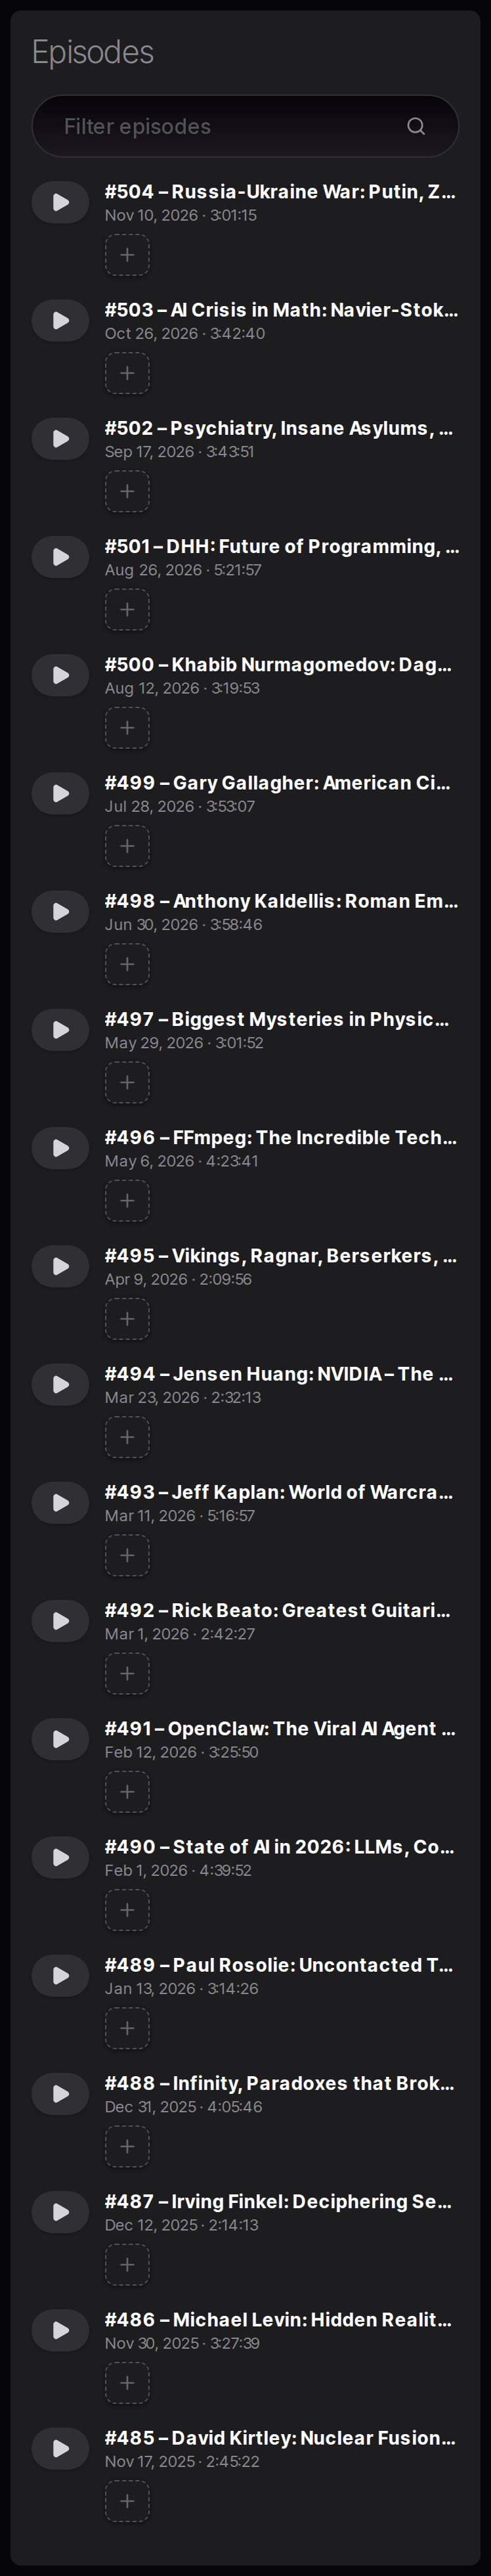 Episodes
Filter episodes
#504 – Russia-Ukraine War: Putin, Z...
Nov 10, 2026 · 3:01:15
#503 – AI Crisis in Math: Navier-Stok...
Oct 26, 2026 · 3:42:40
#502 – Psychiatry, Insane Asylums, ...
Sep 17, 2026 · 3:43:51
#501 – DHH: Future of Programming, ...
Aug 26, 2026 · 5:21:57
#500 – Khabib Nurmagomedov: Dag...
Aug 12, 2026 · 3:19:53
#499 – Gary Gallagher: American Ci...
Jul 28, 2026 · 3:53:07
#498 – Anthony Kaldellis: Roman Em...
Jun 30, 2026 · 3:58:46
#497 – Biggest Mysteries in Physic...
May 29, 2026 · 3:01:52
#496 – FFmpeg: The Incredible Tech...
May 6, 2026 · 4:23:41
#495 – Vikings, Ragnar, Berserkers, ...
Apr 9, 2026 · 2:09:56
#494 – Jensen Huang: NVIDIA – The ...
Mar 23, 2026 · 2:32:13
#493 – Jeff Kaplan: World of Warcra...
Mar 11, 2026 · 5:16:57
#492 – Rick Beato: Greatest Guitari...
Mar 1, 2026 · 2:42:27
#491 – OpenClaw: The Viral AI Agent ...
Feb 12, 2026 · 3:25:50
#490 – State of AI in 2026: LLMs, Co...
Feb 1, 2026 · 4:39:52
#489 – Paul Rosolie: Uncontacted T...
Jan 13, 2026 · 3:14:26
#488 – Infinity, Paradoxes that Brok...
Dec 31, 2025 · 4:05:46
#487 – Irving Finkel: Deciphering Se...
Dec 12, 2025 · 2:14:13
#486 – Michael Levin: Hidden Realit...
Nov 30, 2025 · 3:27:39
#485 – David Kirtley: Nuclear Fusion...
Nov 17, 2025 · 2:45:22